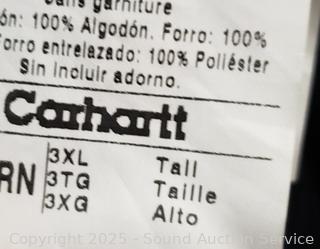 Sans garniture
ón: 100% Algodón. Forro: 100%
orro entrelazado: 100% Poliéster
Sin incluir adorno.
Carhartt
RN 3XL Tall
3TG Taille
3XG Alto
Copyright 2025 - Sound Auction Service